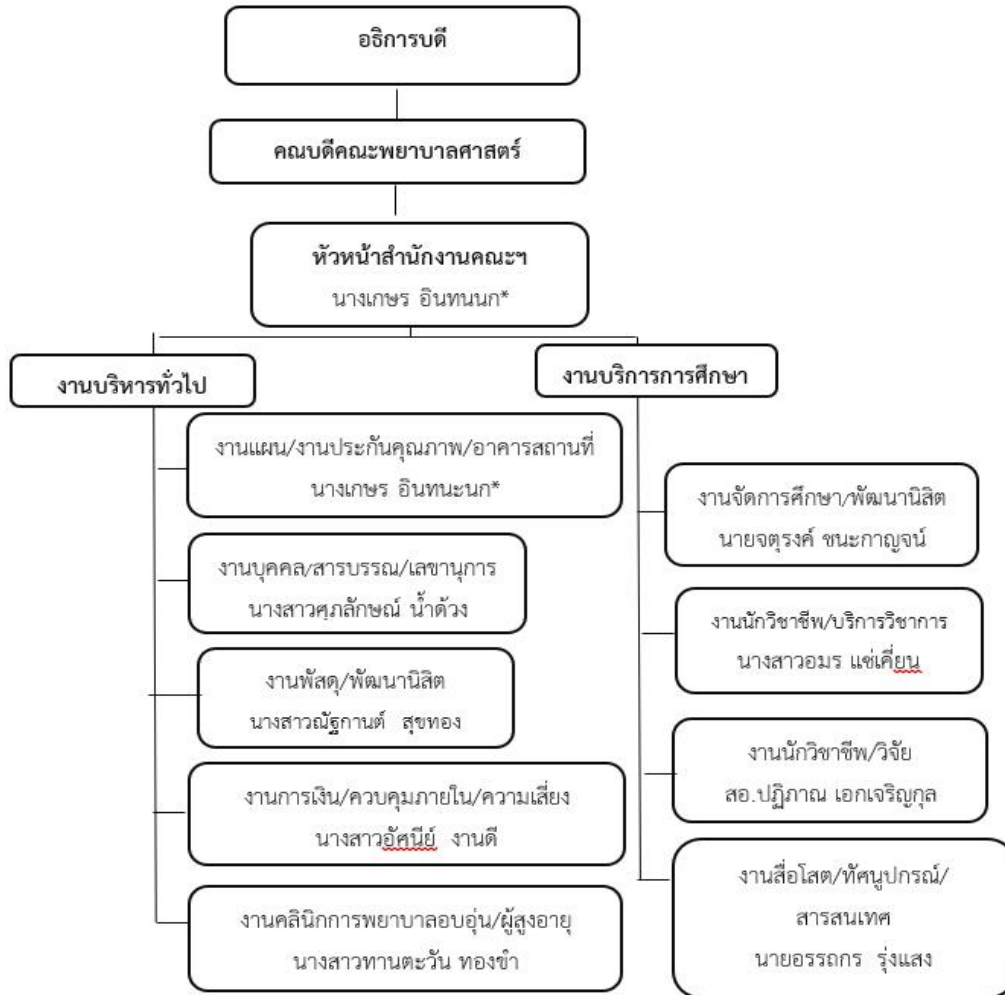 อธิการบดี
คณบดีคณะพยาบาลศาสตร์
หัวหน้าสำนักงานคณะฯ
นางเกษร อินทนนก*
งานบริหารทั่วไป
งานแผน/งานประกันคุณภาพ/อาคารสถานที่
นางเกษร อินทนะนก*
งานบุคคล/สารบรรณ/เลขานุการ
นางสาวศุภลักษณ์ น้ำด้วง
งานพัสดุ/พัฒนานิสิต
นางสาวณัฐกานต์ สุขทอง
งานการเงิน/ควบคุมภายใน/ความเสี่ยง
นางสาวอัศนีย์ งานดี
งานคลินิกการพยาบาลอบอุ่น/ผู้สูงอายุ
นางสาวทานตะวัน ทองขำ
งานบริการการศึกษา
งานจัดการศึกษา/พัฒนานิสิต
นายจตุรงค์ ชนะกาญจน์
งานนักวิชาชีพ/บริการวิชาการ
นางสาวอมร แซ่เคี่ยน
งานนักวิชาชีพ/วิจัย
สอ.ปฏิภาณ เอกเจริญกุล
งานสื่อโสต/ทัศนูปกรณ์/
สารสนเทศ
นายอรรถกร รุ่งแสง